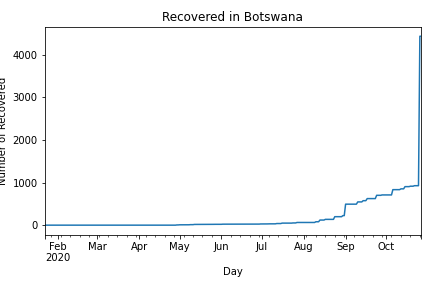 Recovered in Botswana
Number of Recovered
4000
3000
2000
1000
0
Feb Mar Apr May Jun Jul Aug Sep Oct
2020
Day